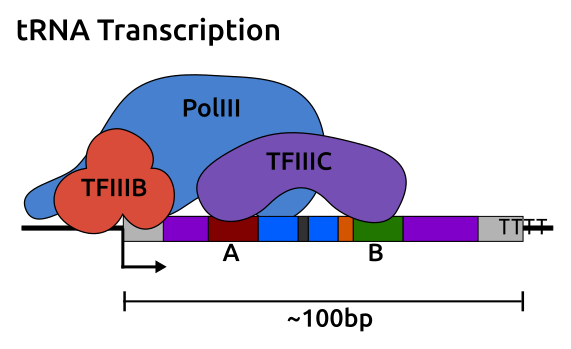 tRNA Transcription
PolIII
TFIIIC
TFIIIB
TTTT
A
B
~100bp